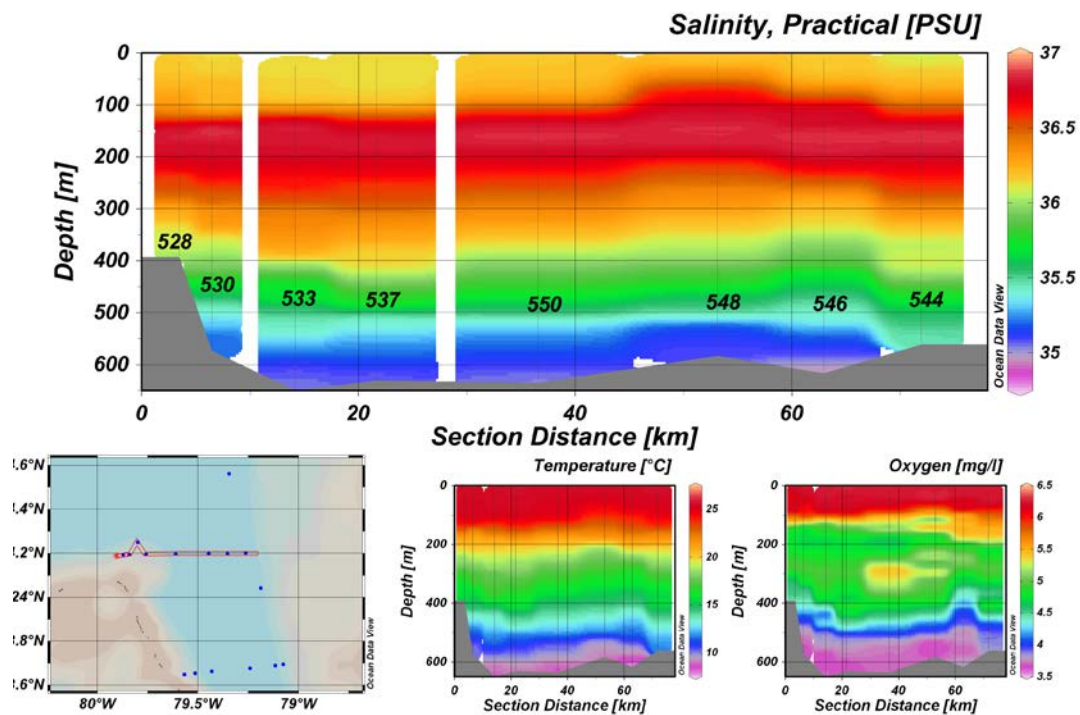 Salinity, Practical [PSU]
0
100
200
300
400
500
600
Depth [m]
528
530
533
537
550
548
546
544
Ocean Data View
37
36.5
36
35.5
35
0
20
40
60
Section Distance [km]
.6°N
.4°N
.2°N
24°N
.8°N
.6°N
80°W
79.5°W
79°W
Ocean Data View
Temperature [°C]
0
200
400
600
Depth [m]
0
20
40
60
Section Distance [km]
Ocean Data View
25
20
15
10
Oxygen [mg/l]
0
200
400
600
Depth [m]
0
20
40
60
Section Distance [km]
Ocean Data View
6.5
6
5.5
5
4.5
4
3.5